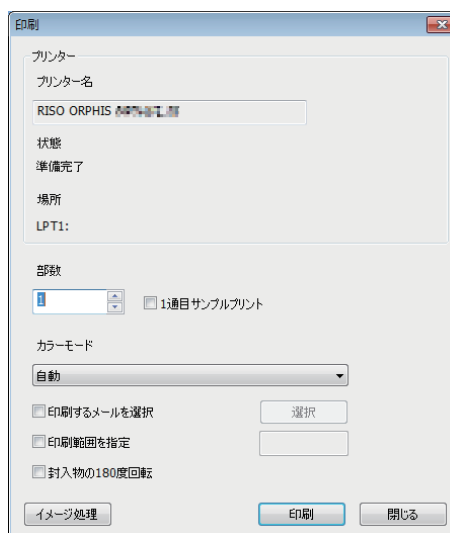 印刷
プリンター
プリンター名
RISO ORPHIS
状態
準備完了
場所
LPT1:
部数
1
1通目サンプルプリント
カラーモード
自動
印刷するメールを選択
選択
印刷範囲を指定
封入物の180度回転
イメージ処理
印刷
閉じる